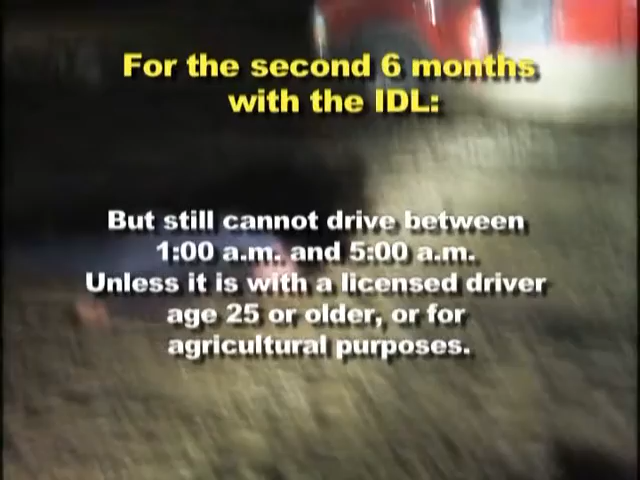 For the second 6 months
with the IDL:
But still cannot drive between
1:00 a.m. and 5:00 a.m.
Unless it is with a licensed driver
age 25 or older, or for
agricultural purposes.